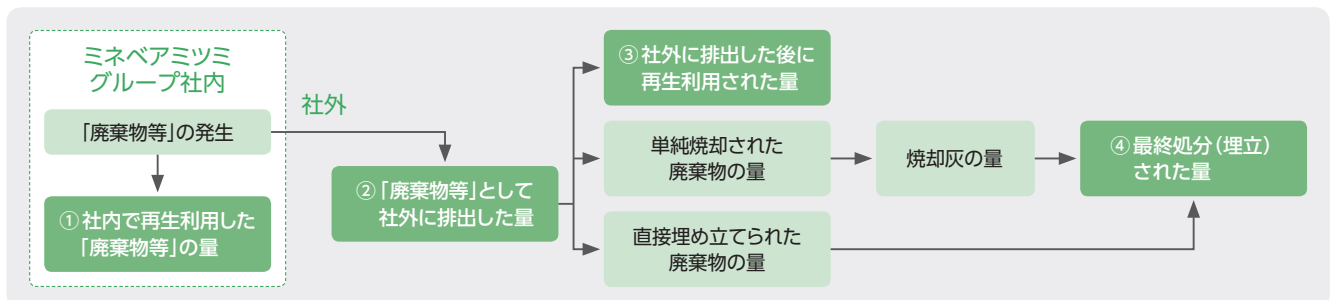 ミネベアミツミ
グループ社内
「廃棄物等」の発生
①社内で再生利用した
「廃棄物等」の量
社外
②「廃棄物等」として
社外に排出した量
③社外に排出した後に
再生利用された量
単純焼却された
廃棄物の量
焼却灰の量
④最終処分（埋立）
された量
直接埋め立てられた
廃棄物の量